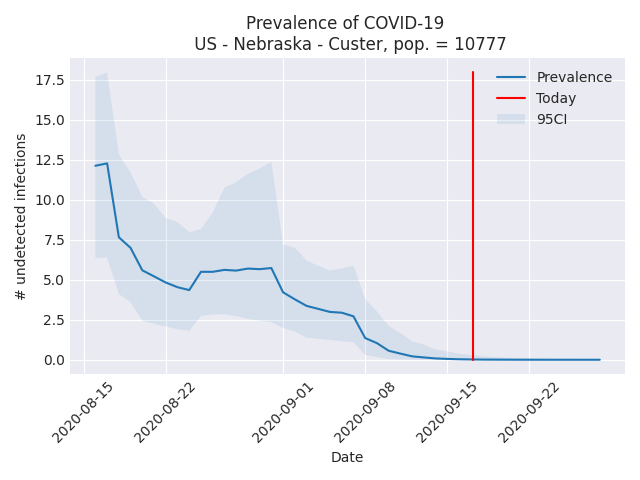 Prevalence of COVID-19
US - Nebraska - Custer, pop. = 10777
Prevalence
Today
95CI
17.5
15.0
12.5
10.0
7.5
5.0
2.5
0.0
# undetected infections
2020-08-15
2020-08-22
2020-09-01
2020-09-08
2020-09-15
2020-09-22
Date